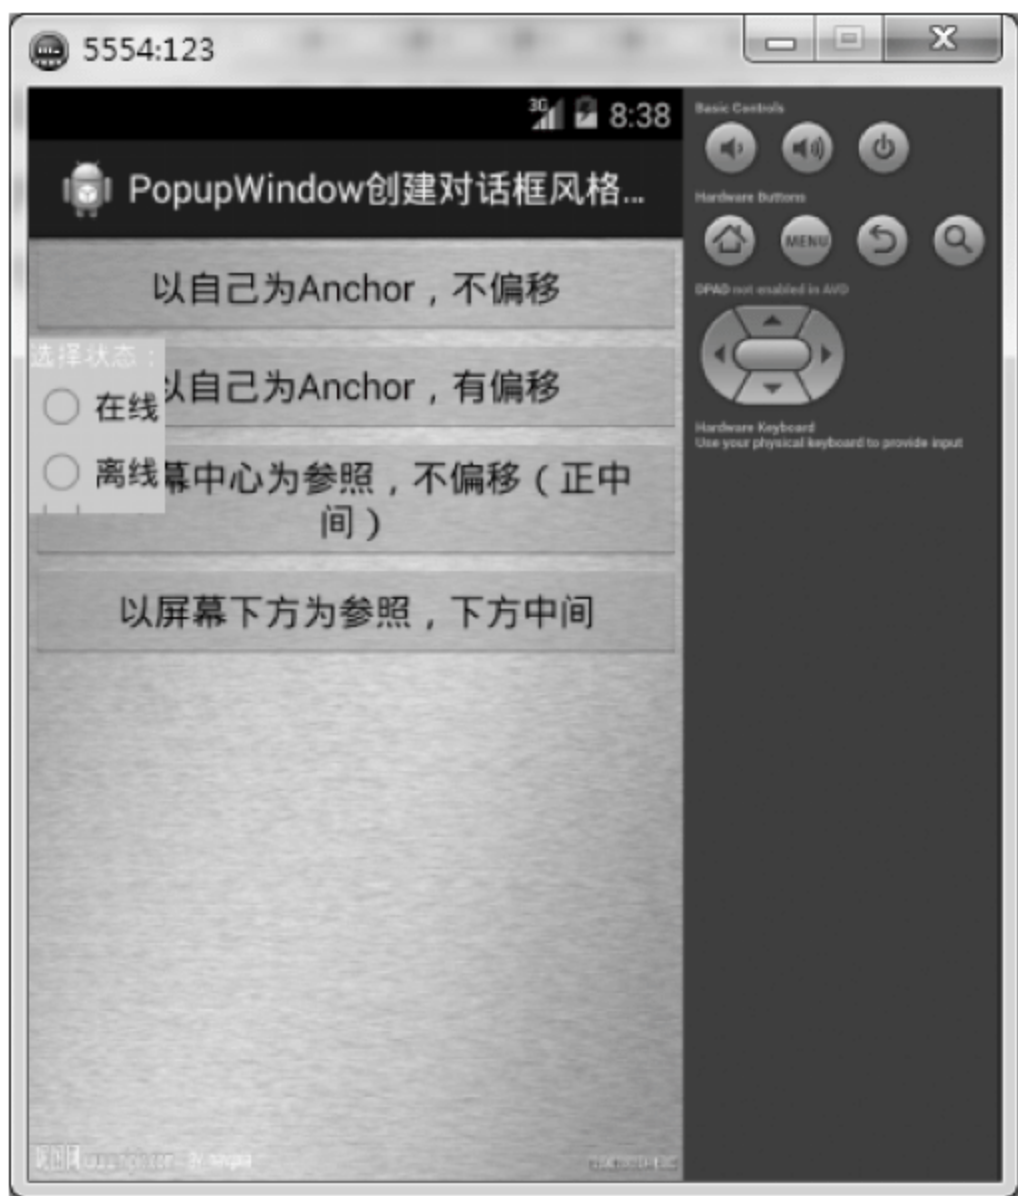 5554:123
3G 8:38
PopupWindow创建对话框风格...
以自己为Anchor，不偏移
选择状态：
以自己为Anchor，有偏移
在线
离线
幕中心为参照，不偏移（正中
间）
以屏幕下方为参照，下方中间
Basic Controls
Hardware Buttons
MENU
DPAD not enabled in AVD
Hardware Keyboard
Use your physical keyboard to provide input